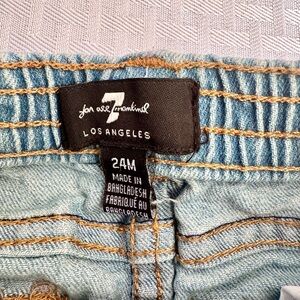 7
for all mankind
LOS ANGELES
24M
MADE IN
BANGLADESH
FABRIQUÉ AU
BANGLADESH